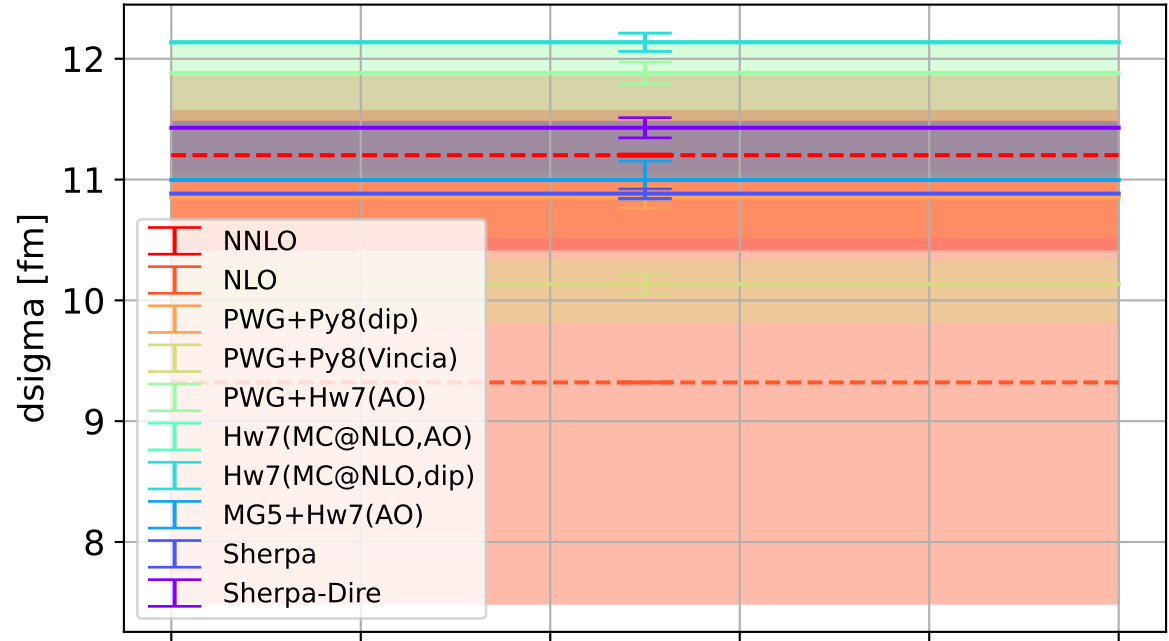 12
11
10
9
8
dsigma [fm]
NNLO
NLO
PWG+Py8(dip)
PWG+Py8(Vincia)
PWG+Hw7(AO)
Hw7(MC@NLO,AO)
Hw7(MC@NLO,dip)
MG5+Hw7(AO)
Sherpa
Sherpa-Dire